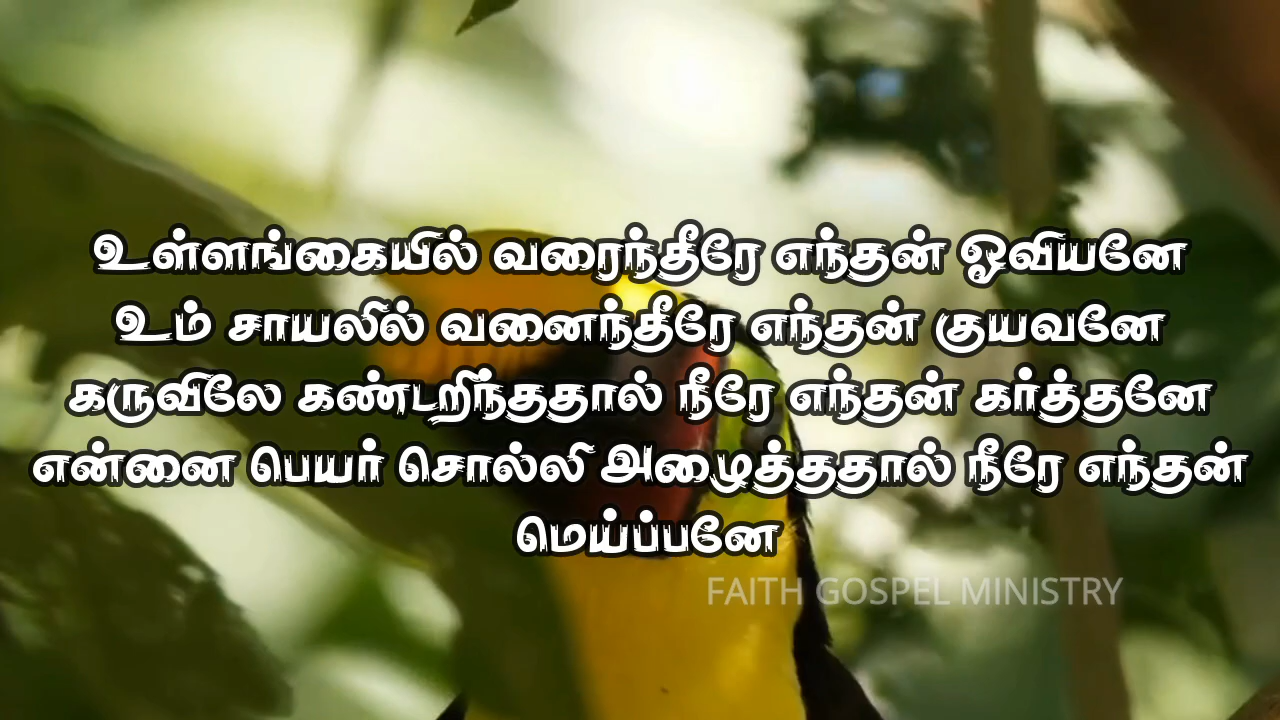 உள்ளங்கையில் வரைந்தீரே எந்தன் ஓவியனே
உம் சாயலில் வனைந்தீரே எந்தன் குயவனே
கருவிலே கண்டறிந்ததால் நீரே எந்தன் கர்த்தனே
என்னை பெயர் சொல்லி அழைத்ததால் நீரே எந்தன்
மெய்ப்பனே
FAITH GOSPEL MINISTRY